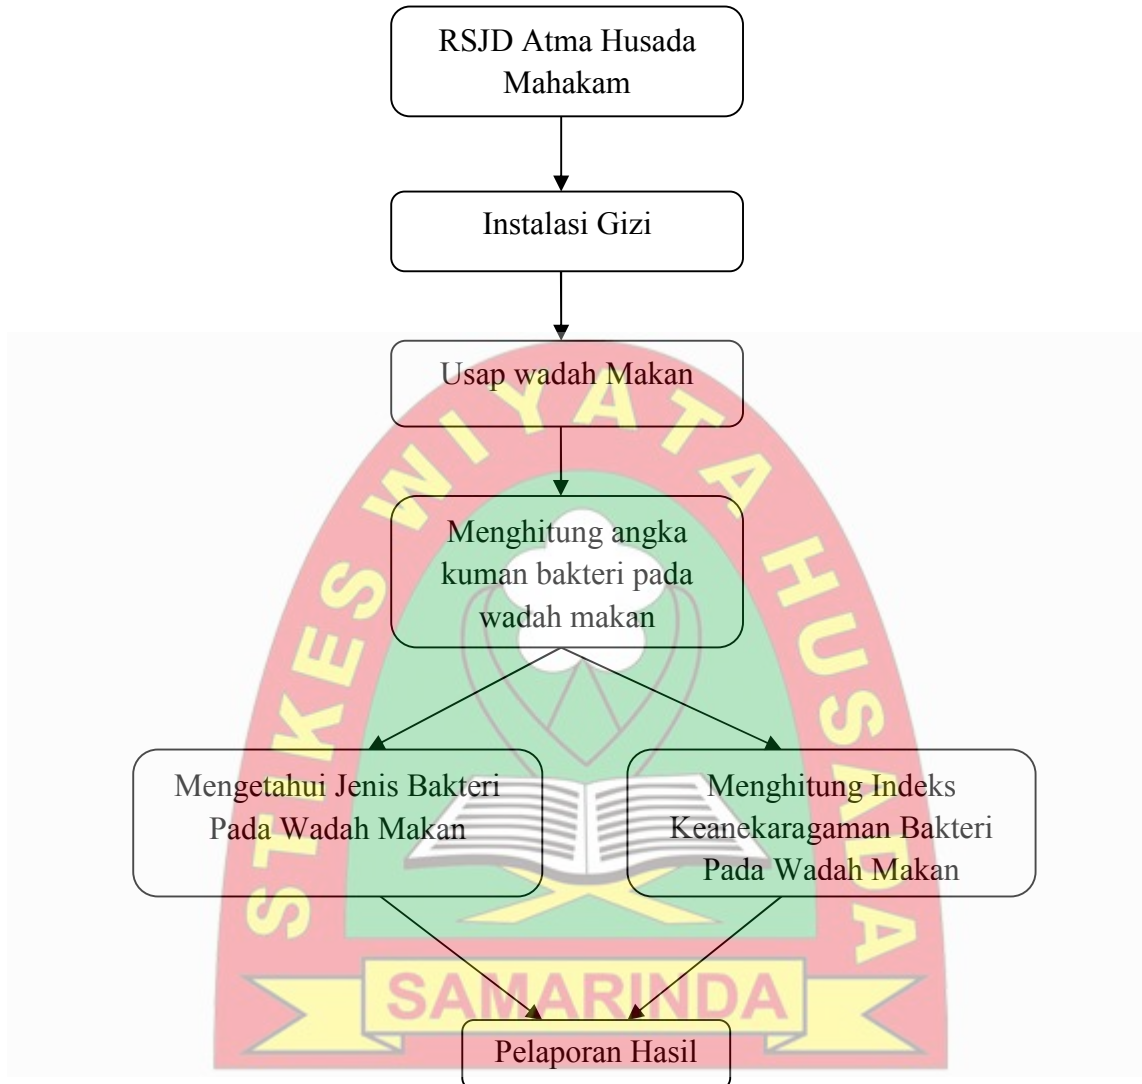 RSJD Atma Husada
Mahakam
Instalasi Gizi
Usap wadah Makan
Menghitung angka
kuman bakteri pada
wadah makan
Mengetahui Jenis Bakteri
Pada Wadah Makan
Menghitung Indeks
Keanekaragaman Bakteri
Pada Wadah Makan
Pelaporan Hasil
STIKES WIYATA HUSADA
SAMARINDA